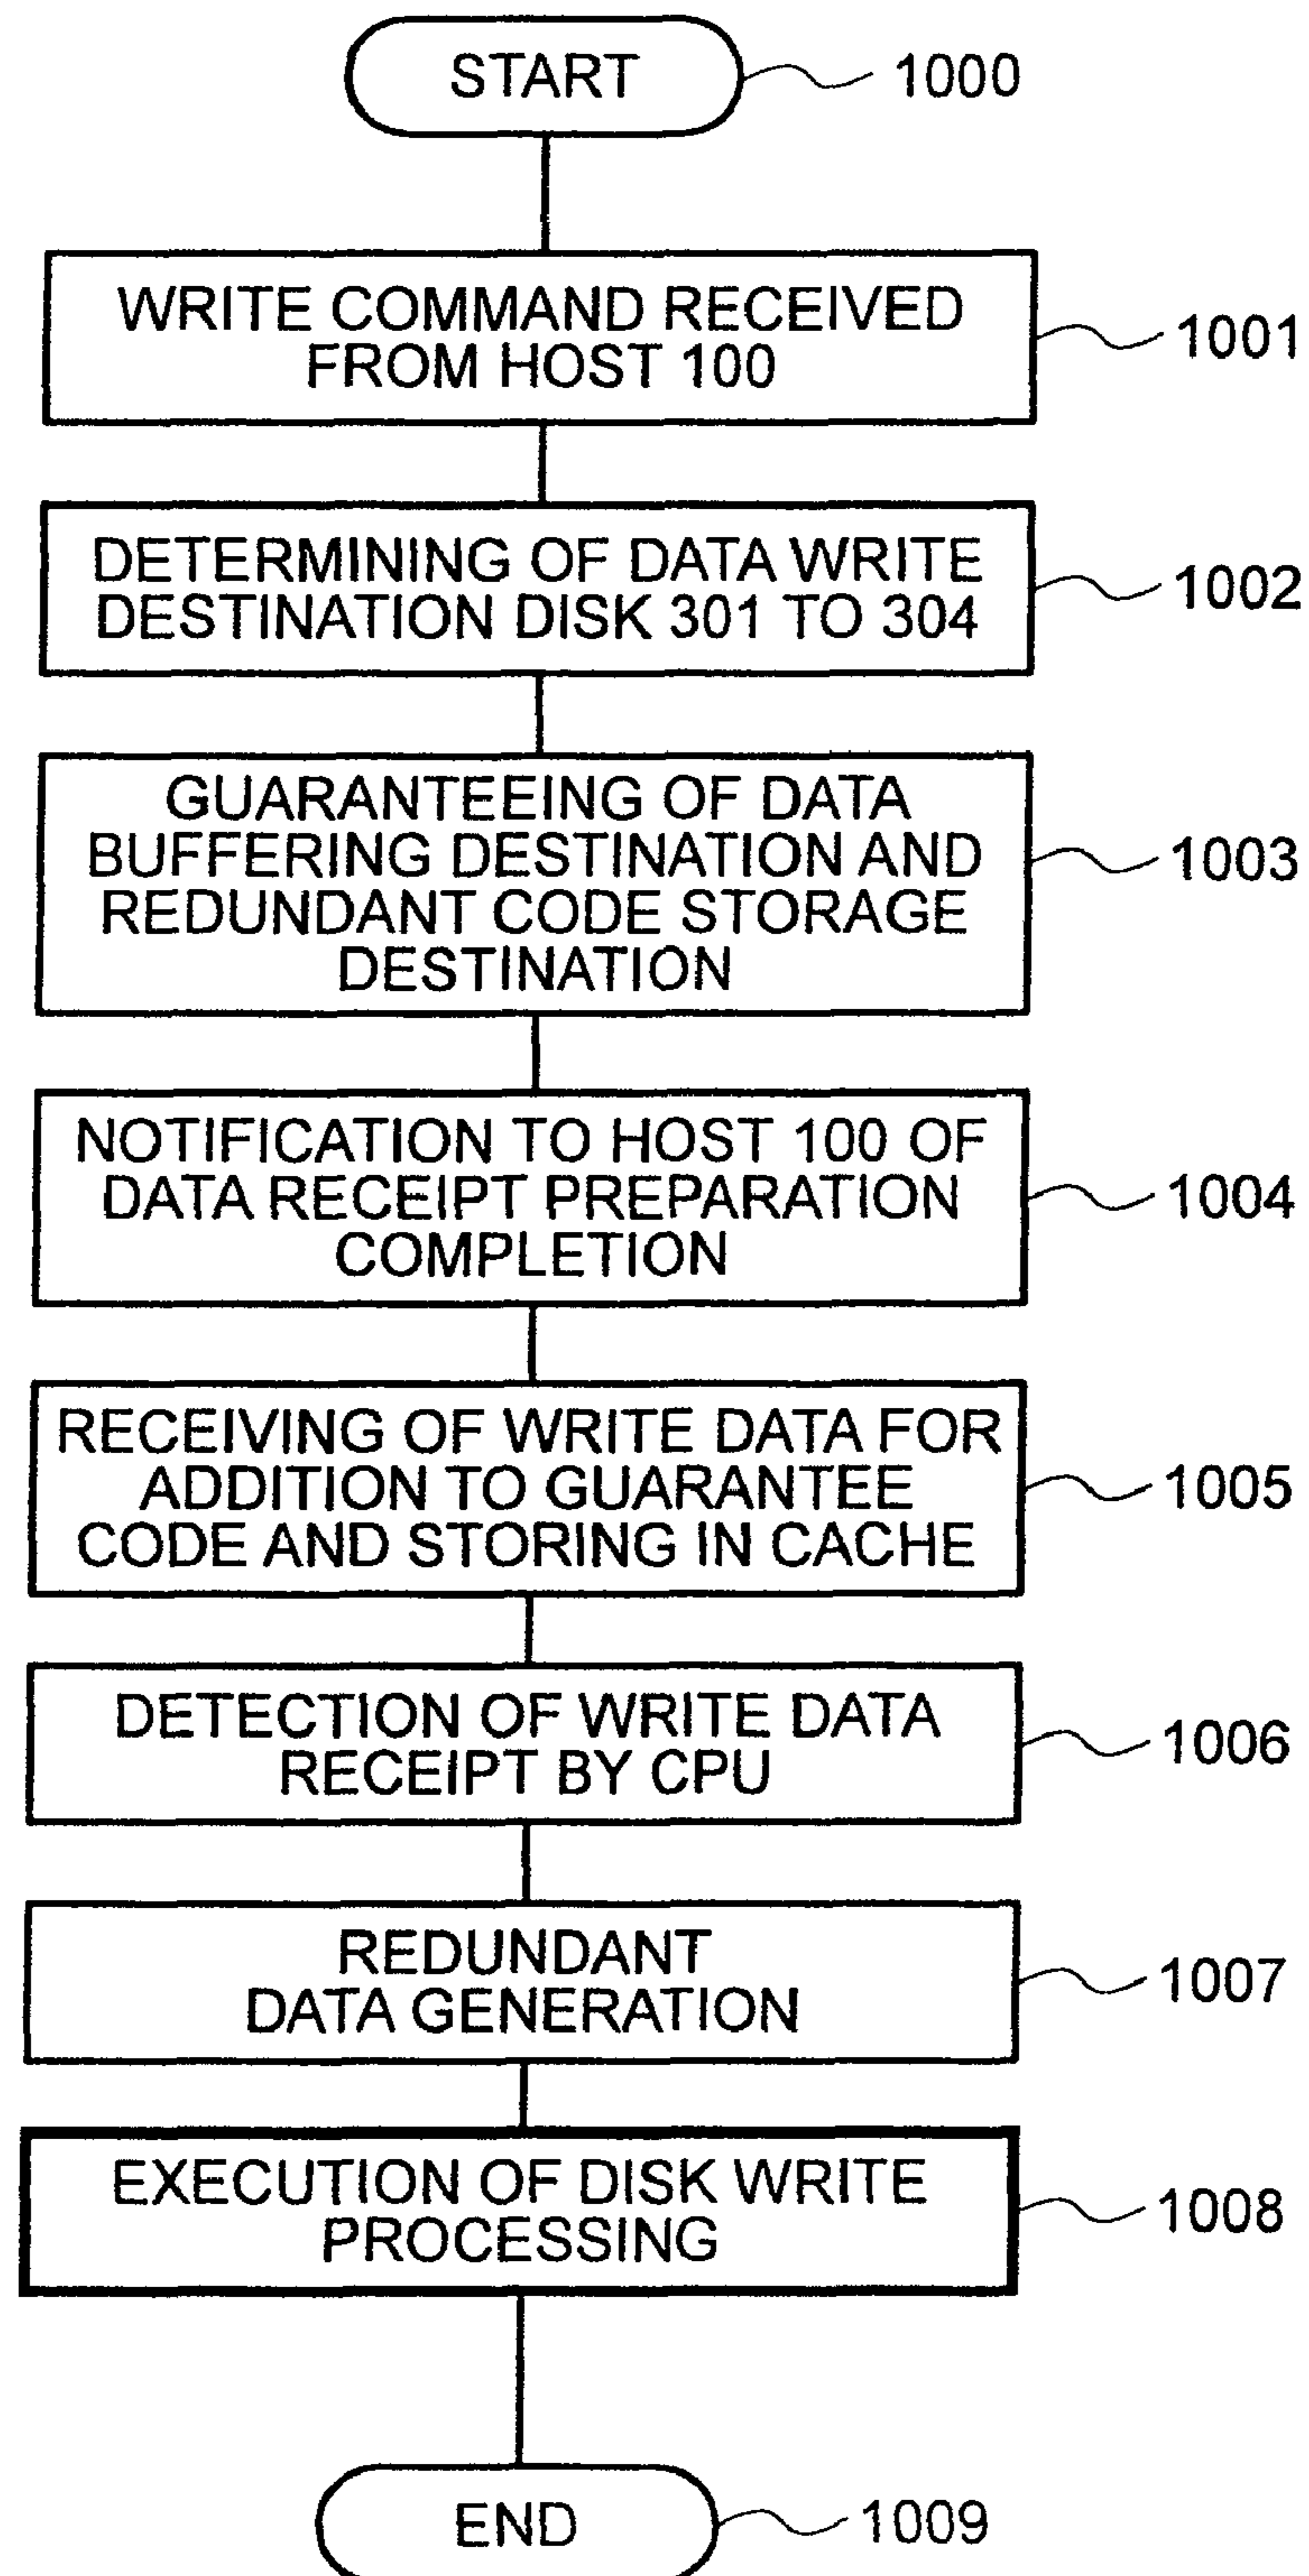 START
1000
WRITE COMMAND RECEIVED
FROM HOST 100
1001
DETERMINING OF DATA WRITE
DESTINATION DISK 301 TO 304
1002
GUARANTEEING OF DATA
BUFFERING DESTINATION AND
REDUNDANT CODE STORAGE
DESTINATION
1003
NOTIFICATION TO HOST 100 OF
DATA RECEIPT PREPARATION
COMPLETION
1004
RECEIVING OF WRITE DATA FOR
ADDITION TO GUARANTEE
CODE AND STORING IN CACHE
1005
DETECTION OF WRITE DATA
RECEIPT BY CPU
1006
REDUNDANT
DATA GENERATION
1007
EXECUTION OF DISK WRITE
PROCESSING
1008
END
1009